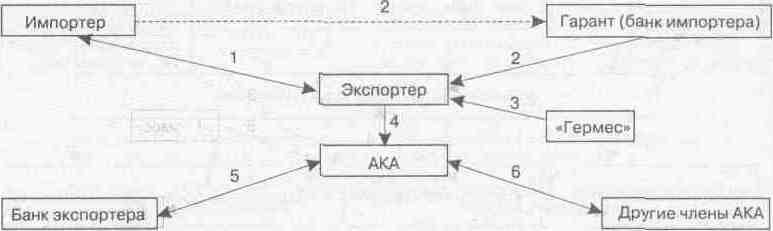 2
Импортер
Гарант (банк импортера)
1
2
Экспортер
3
4
«Гермес»
АКА
5
6
Банк экспортера
Другие члены АКА